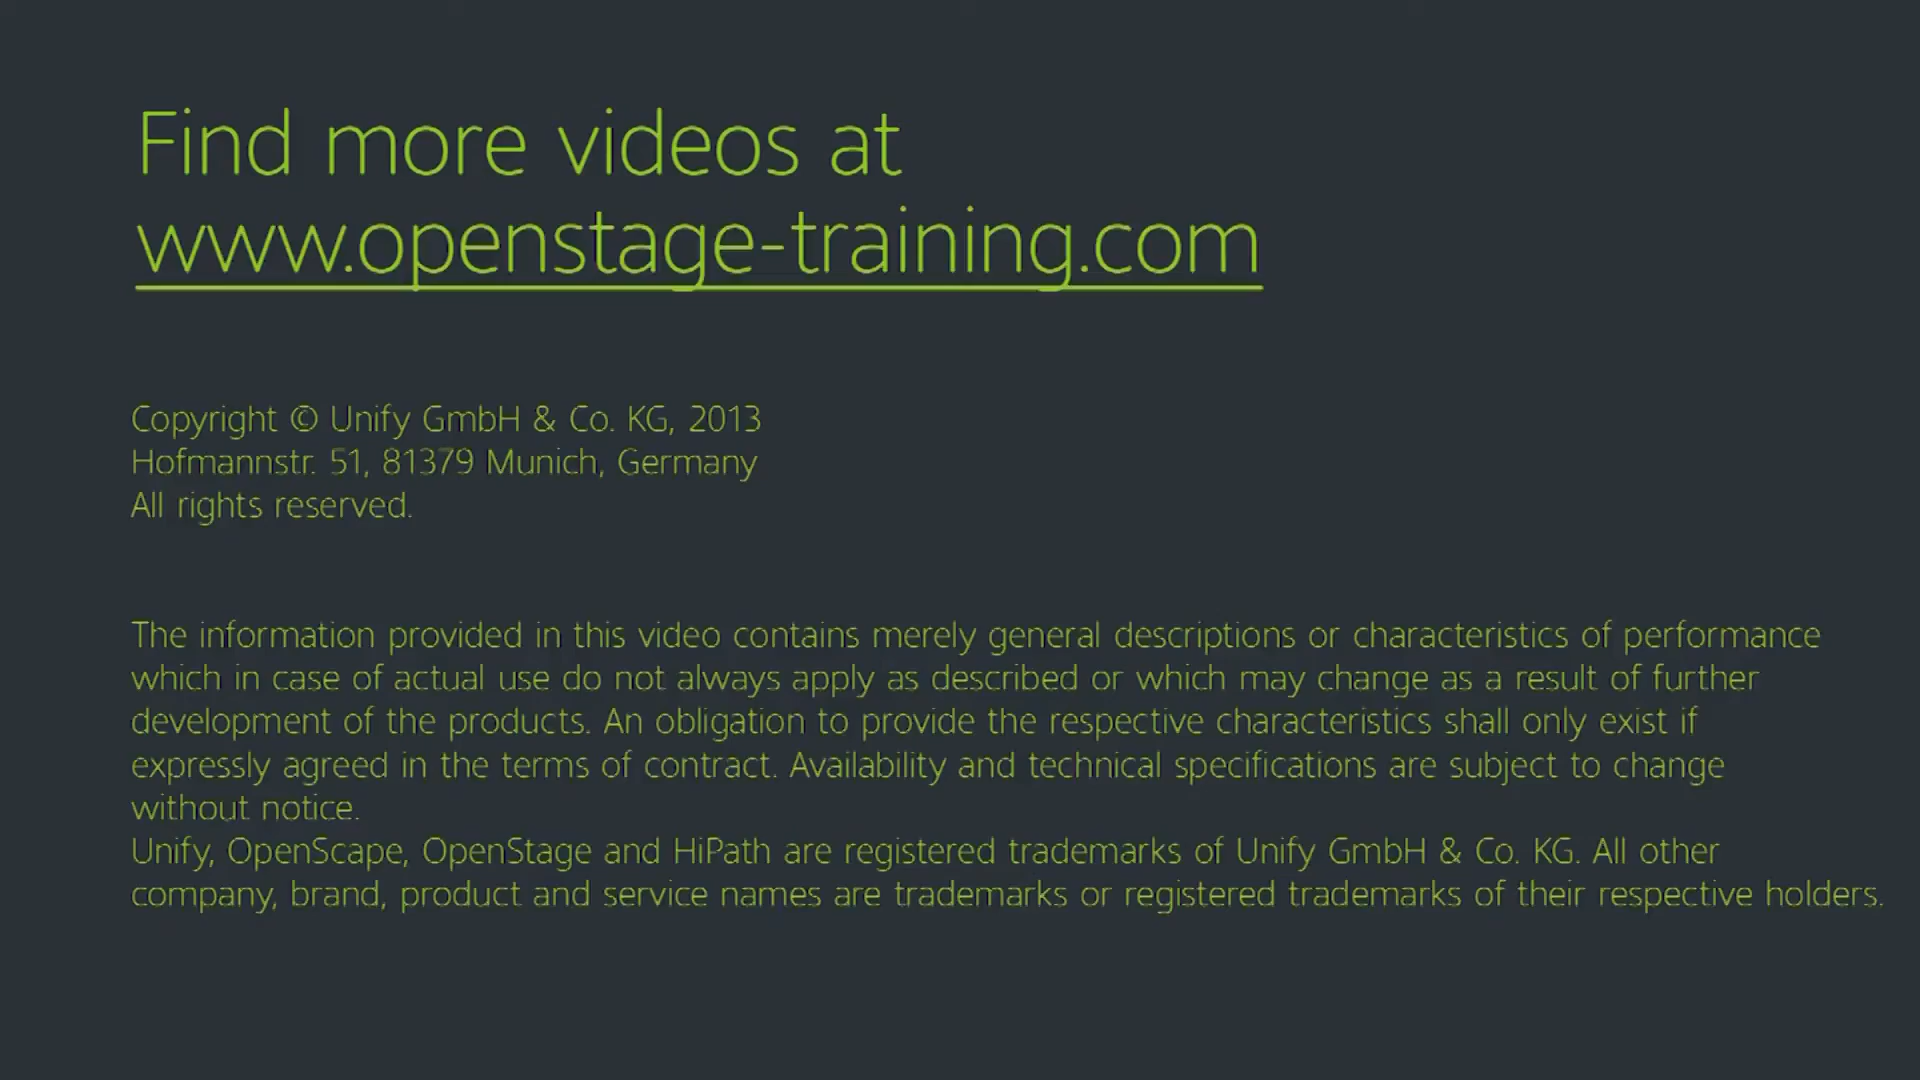 Find more videos at
www.openstage-training.com
Copyright © Unify GmbH & Co. KG, 2013
Hofmannstr. 51, 81379 Munich, Germany
All rights reserved.
The information provided in this video contains merely general descriptions or characteristics of performance
which in case of actual use do not always apply as described or which may change as a result of further
development of the products. An obligation to provide the respective characteristics shall only exist if
expressly agreed in the terms of contract. Availability and technical specifications are subject to change
without notice.
Unify, OpenScape, OpenStage and HiPath are registered trademarks of Unify GmbH & Co. KG. All other
company, brand, product and service names are trademarks or registered trademarks of their respective holders.